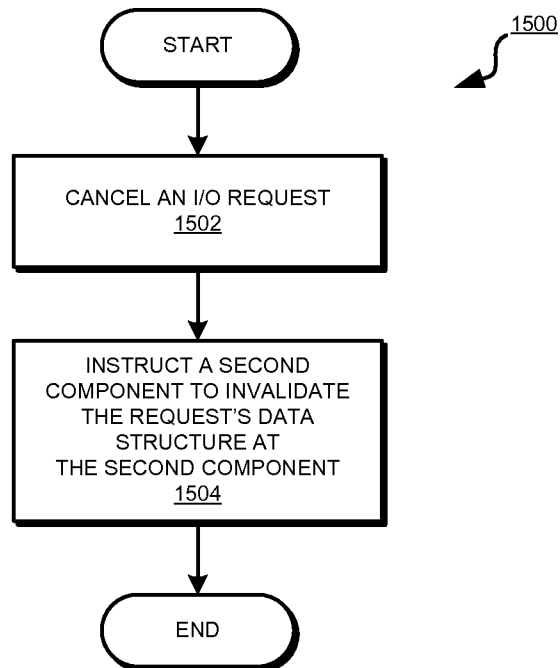 START
1500
CANCEL AN I/O REQUEST
1502
INSTRUCT A SECOND
COMPONENT TO INVALIDATE
THE REQUEST'S DATA
STRUCTURE AT
THE SECOND COMPONENT
1504
END